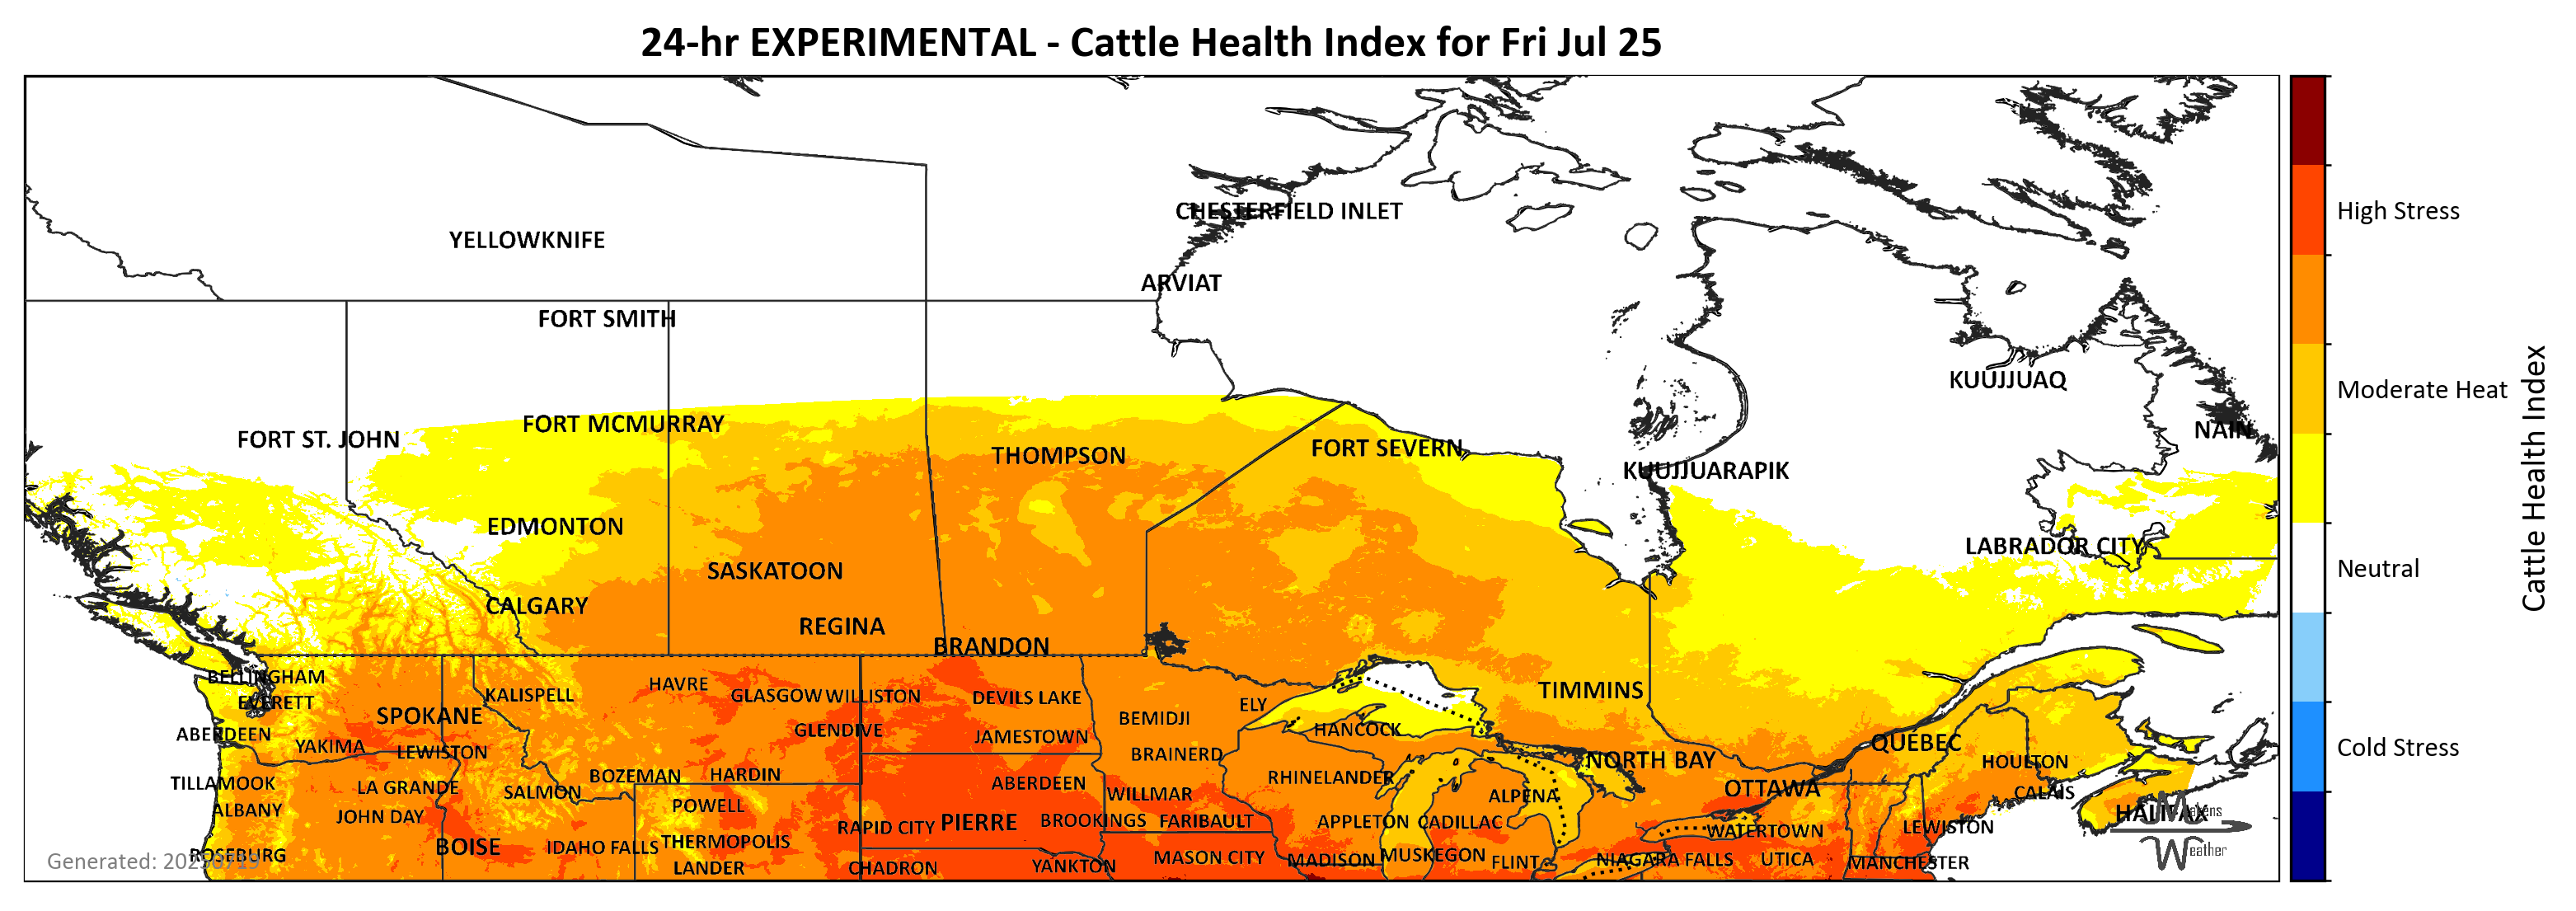 24-hr EXPERIMENTAL - Cattle Health Index for Fri Jul 25
CHESTERFIELD INLET
YELLOWKNIFE
High Stress
ARVIAT
FORT SMITH
KUUJJUAQ
Moderate Heat
FORT MCMURRAY
FORT ST. JOHN
NAIN
FORT SEVERN
THOMPSON
KUUJJUARAPIK
Cattle Health Index
EDMONTON
LABRADOR CITY
SASKATOON
Neutral
CALGARY
REGINA
BRANDON
BELLINGHAM
HAVRE
TIMMINS
KALISPELL
GLASGOW
WILLISTON
DEVILS LAKE
EVERETT
ELY
SPOKANE
BEMIDJI
GLENDIVE
HANCOCK
ABERDEEN
JAMESTOWN
QUEBEC
YAKIMA
LEWISTON
BRAINERD
Cold Stress
NORTH BAY
HOULTON
BOZEMAN
HARDIN
RHINELANDER
TILLAMOOK
LA GRANDE
ABERDEEN
OTTAWA
SALMON
WILLMAR
CALAIS
ALPENA
POWELL
ALBANY
Makens
HALIFAX
JOHN DAY
RAPID CITY
PIERRE
BROOKINGS
FARIBAULT
APPLETON
CADILLAC
LEWISTON
WATERTOWN
THERMOPOLIS
BOISE
IDAHO FALLS
Weather
ROSEBURG
MUSKEGON
MASON CITY
Generated: 20250719
MADISON
FLINT
NIAGARA FALLS
UTICA
MANCHESTER
LANDER
CHADRON
YANKTON